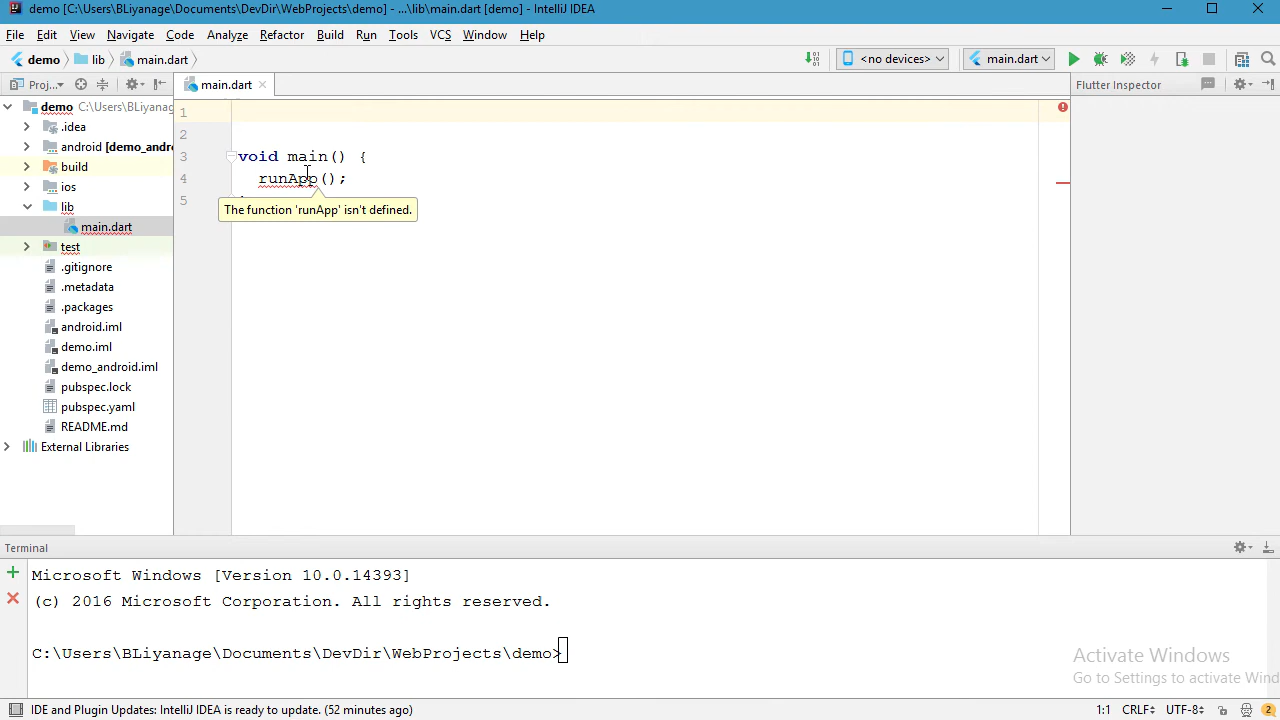 demo [C:\Users\BLiyanage\Documents\DevDir\WebProjects\demo] - ...\lib\main.dart [demo] - IntelliJ IDEA
File Edit View Navigate Code Analyze Refactor Build Run Tools VCS Window Help
demo lib main.dart <no devices> main.dart
Proj... main.dart Flutter Inspector
demo C:\Users\BLiyanage
.idea
android [demo_andro
build
ios
lib
main.dart
test
.gitignore
.metadata
.packages
android.iml
demo.iml
demo_android.iml
pubspec.lock
pubspec.yaml
README.md
External Libraries
1
2
3 void main() {
4 runApp();
5
The function 'runApp' isn't defined.
Terminal
Microsoft Windows [Version 10.0.14393]
(c) 2016 Microsoft Corporation. All rights reserved.
C:\Users\BLiyanage\Documents\DevDir\WebProjects\demo>
Activate Windows
Go to Settings to activate Wind
IDE and Plugin Updates: IntelliJ IDEA is ready to update. (52 minutes ago) 1:1 CRLF UTF-8 2